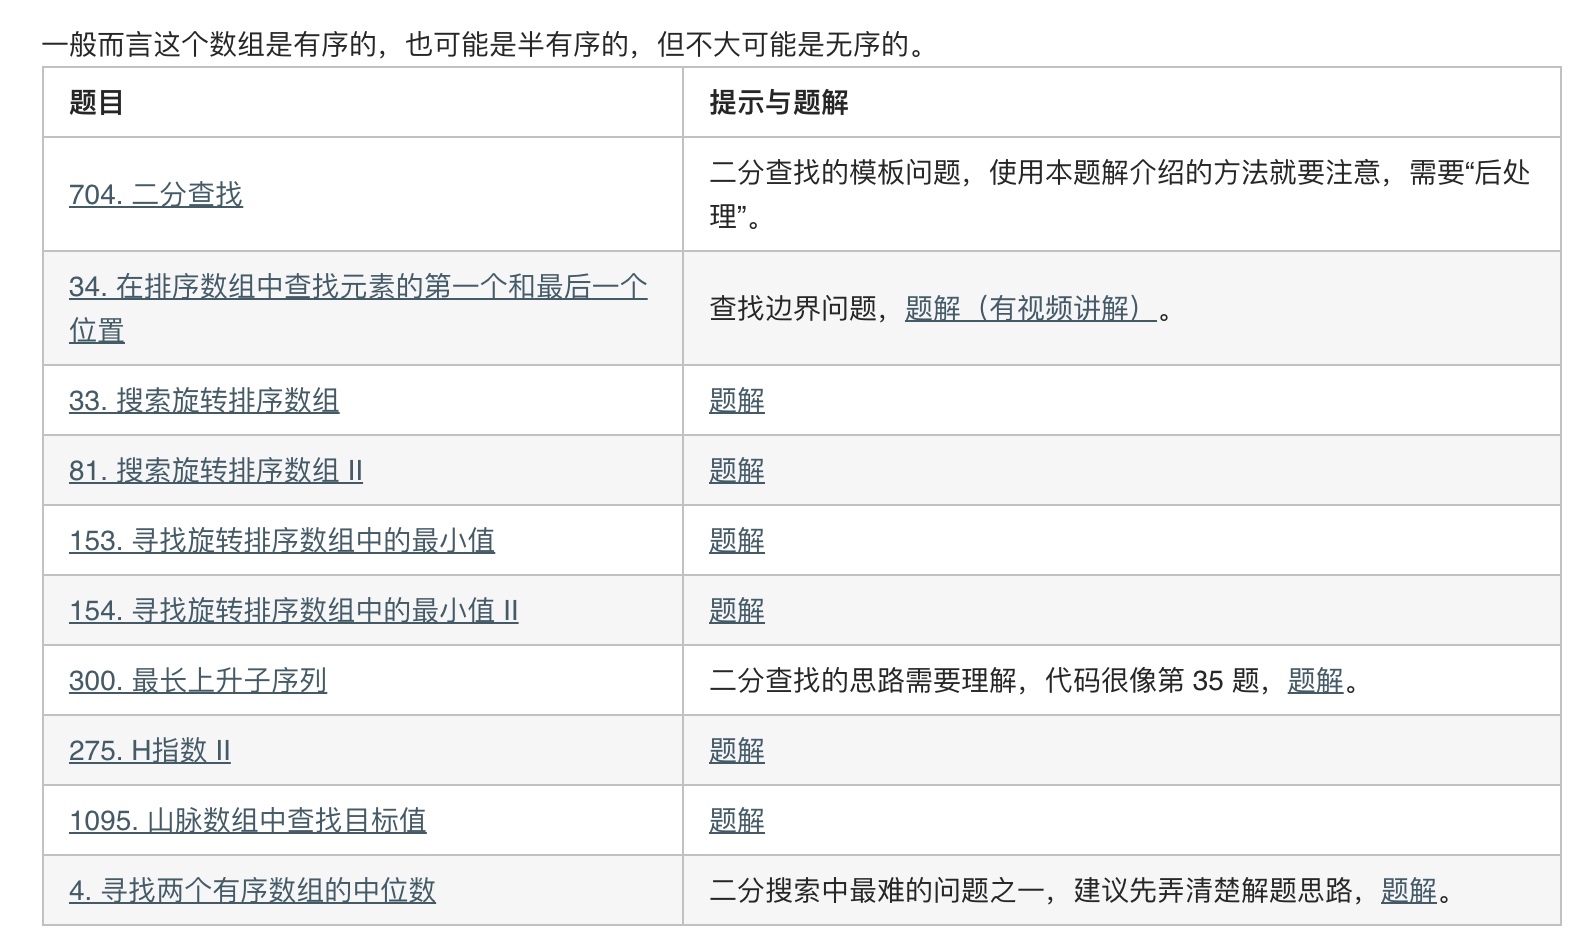 一般而言这个数组是有序的，也可能是半有序的，但不大可能是无序的。
题目
提示与题解
704. 二分查找
二分查找的模板问题，使用本题解介绍的方法就要注意，需要“后处
理”。
34. 在排序数组中查找元素的第一个和最后一个
位置
查找边界问题，题解（有视频讲解）。
33. 搜索旋转排序数组
题解
81. 搜索旋转排序数组 II
题解
153. 寻找旋转排序数组中的最小值
题解
154. 寻找旋转排序数组中的最小值 II
题解
300. 最长上升子序列
二分查找的思路需要理解，代码很像第 35 题，题解。
275. H指数 II
题解
1095. 山脉数组中查找目标值
题解
4. 寻找两个有序数组的中位数
二分搜索中最难的问题之一，建议先弄清楚解题思路，题解。